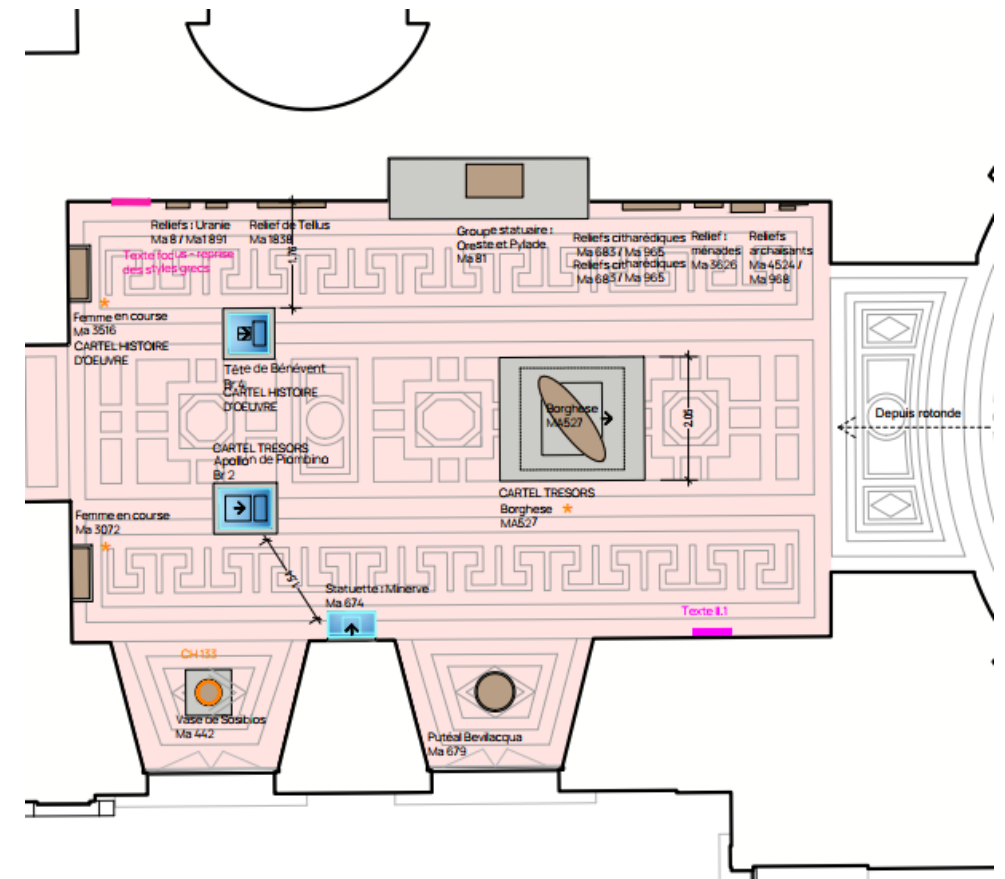 Reliefs : Uranie
Ma 8 / Ma1891
Texte focus - reprise
des styles grecs
Relief de Tellus
Ma 1838
Groupe statuaire :
Oreste et Pylade
Ma 81
Reliefs citharédiques
Ma 683 / Ma 965
Reliefs citharédiques
Ma 683 / Ma 965
Relief :
ménades
Ma 3626
Reliefs
archaïsants
Ma 4524 /
Ma 968
*
Femme en course
Ma 3516
CARTEL HISTOIRE
D'OEUVRE
Tête de Bénévent
Br 4
CARTEL HISTOIRE
D'OEUVRE
Borghese
MA527
2,05
Depuis rotonde
CARTEL TRESORS
Apollon de Piombino
Br 2
CARTEL TRESORS
Borghese *
MA527
Femme en course
Ma 3072
*
1,54
Statuette : Minerve
Ma 674
Texte II.1
CH 133
Vase de Sosibios
Ma 442
Putéal Bevilacqua
Ma 679